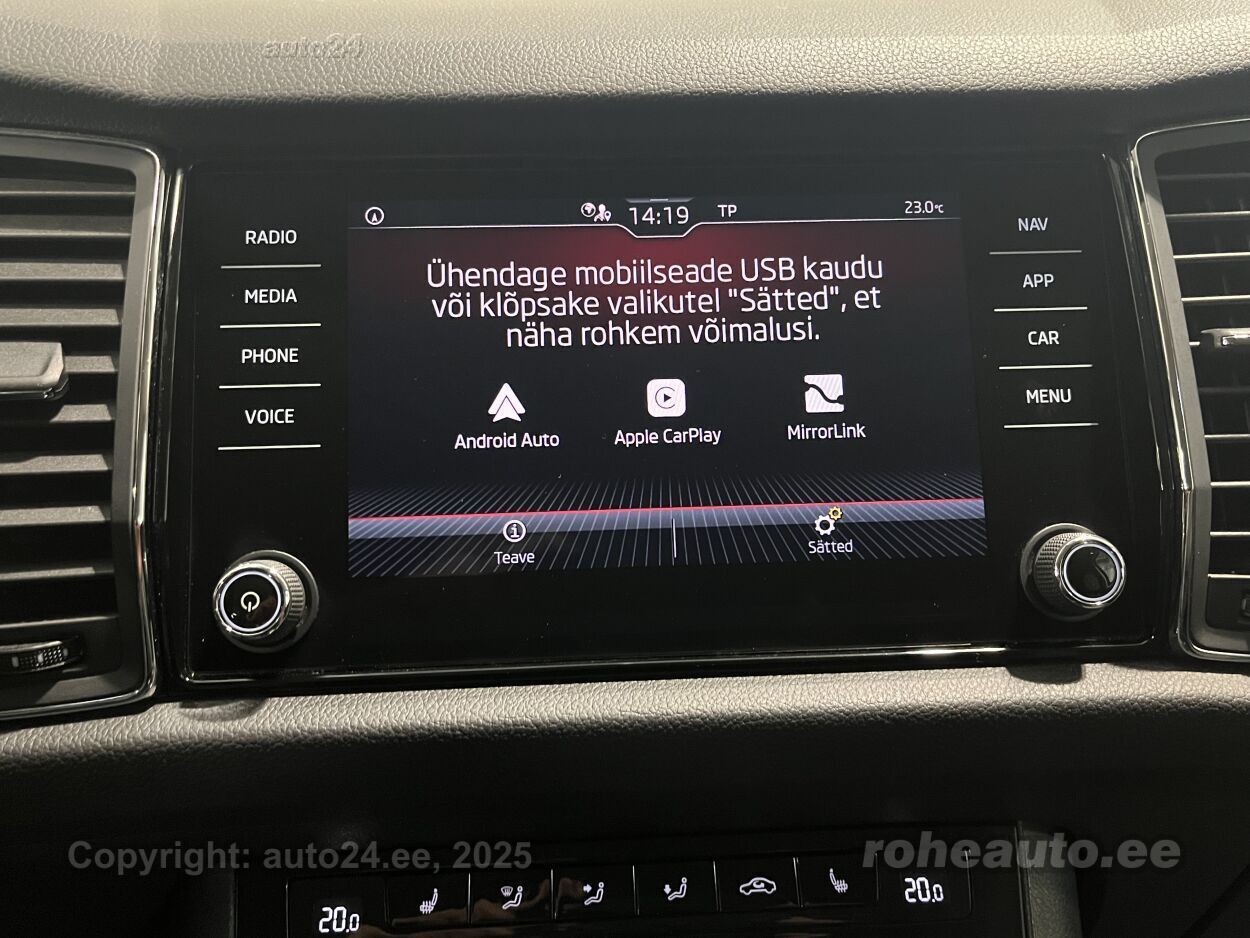 auto24
14:19
TP
23.0°C
RADIO
MEDIA
PHONE
VOICE
Ühendage mobiilseade USB kaudu
või klõpsake valikutel "Sätted", et
näha rohkem võimalusi.
Android Auto
Apple CarPlay
MirrorLink
Teave
Sätted
NAV
APP
CAR
MENU
Copyright: auto24.ee, 2025
roheauto.ee
20.0
20.0